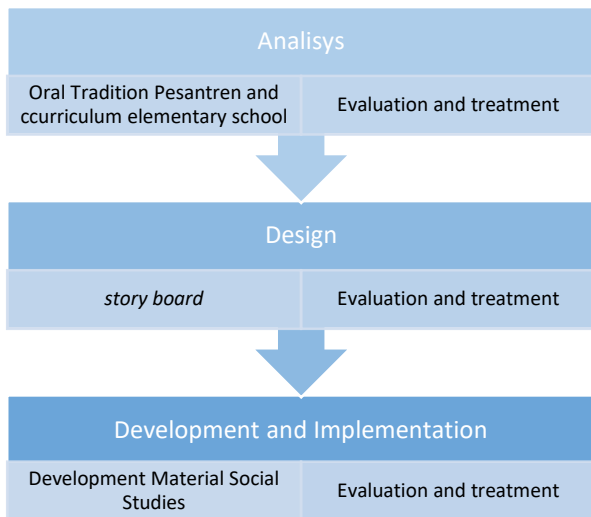 Analisys
Oral Tradition Pesantren and
ccurriculum elementary school
Evaluation and treatment
Design
story board
Evaluation and treatment
Development and Implementation
Development Material Social
Studies
Evaluation and treatment